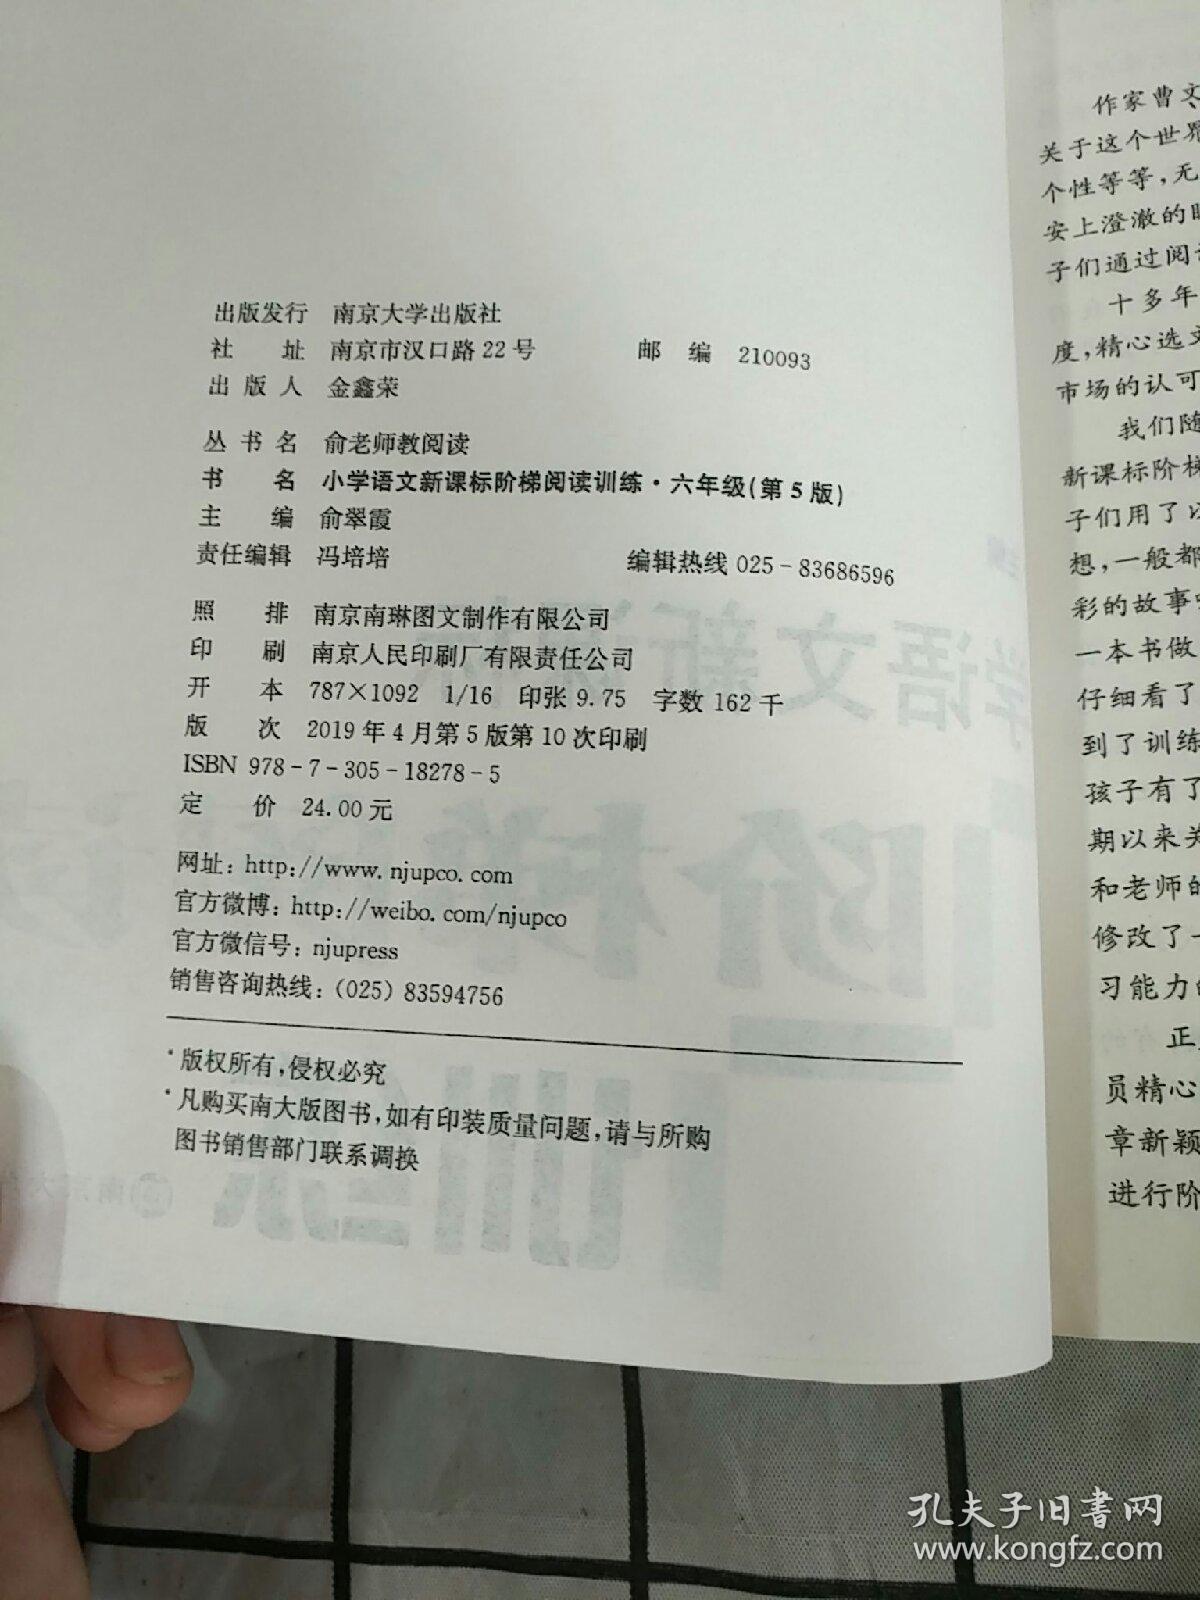 出版发行 南京大学出版社
社 址 南京市汉口路22号 邮 编 210093
出 版 人 金鑫荣
丛 书 名 俞老师教阅读
书 名 小学语文新课标阶梯阅读训练·六年级(第5版)
主 编 俞翠霞
责任编辑 冯培培 编辑热线 025-83686596
照 排 南京南琳图文制作有限公司
印 刷 南京人民印刷厂有限责任公司
开 本 787×1092 1/16 印张 9.75 字数 162千
版 次 2019年4月第5版第10次印刷
ISBN 978-7-305-18278-5
定 价 24.00元
网址：http://www.njupco.com
官方微博：http://weibo.com/njupco
官方微信号：njupress
销售咨询热线：(025) 83594756
* 版权所有，侵权必究
* 凡购买南大版图书，如有印装质量问题，请与所购
图书销售部门联系调换
作家曹文
关于这个世界
个性等等，无
安上澄澈的
子们通过阅
十多年
度，精心选文
市场的认可
我们随
新课标阶梯
子们用了以
想，一般都
彩的故事
一本书做
仔细看了
到了训练
孩子有了
期以来关
和老师的
修改了一
习能力的
正
员精心
章新颖
进行阶
孔夫子旧书网
www.kongfz.com